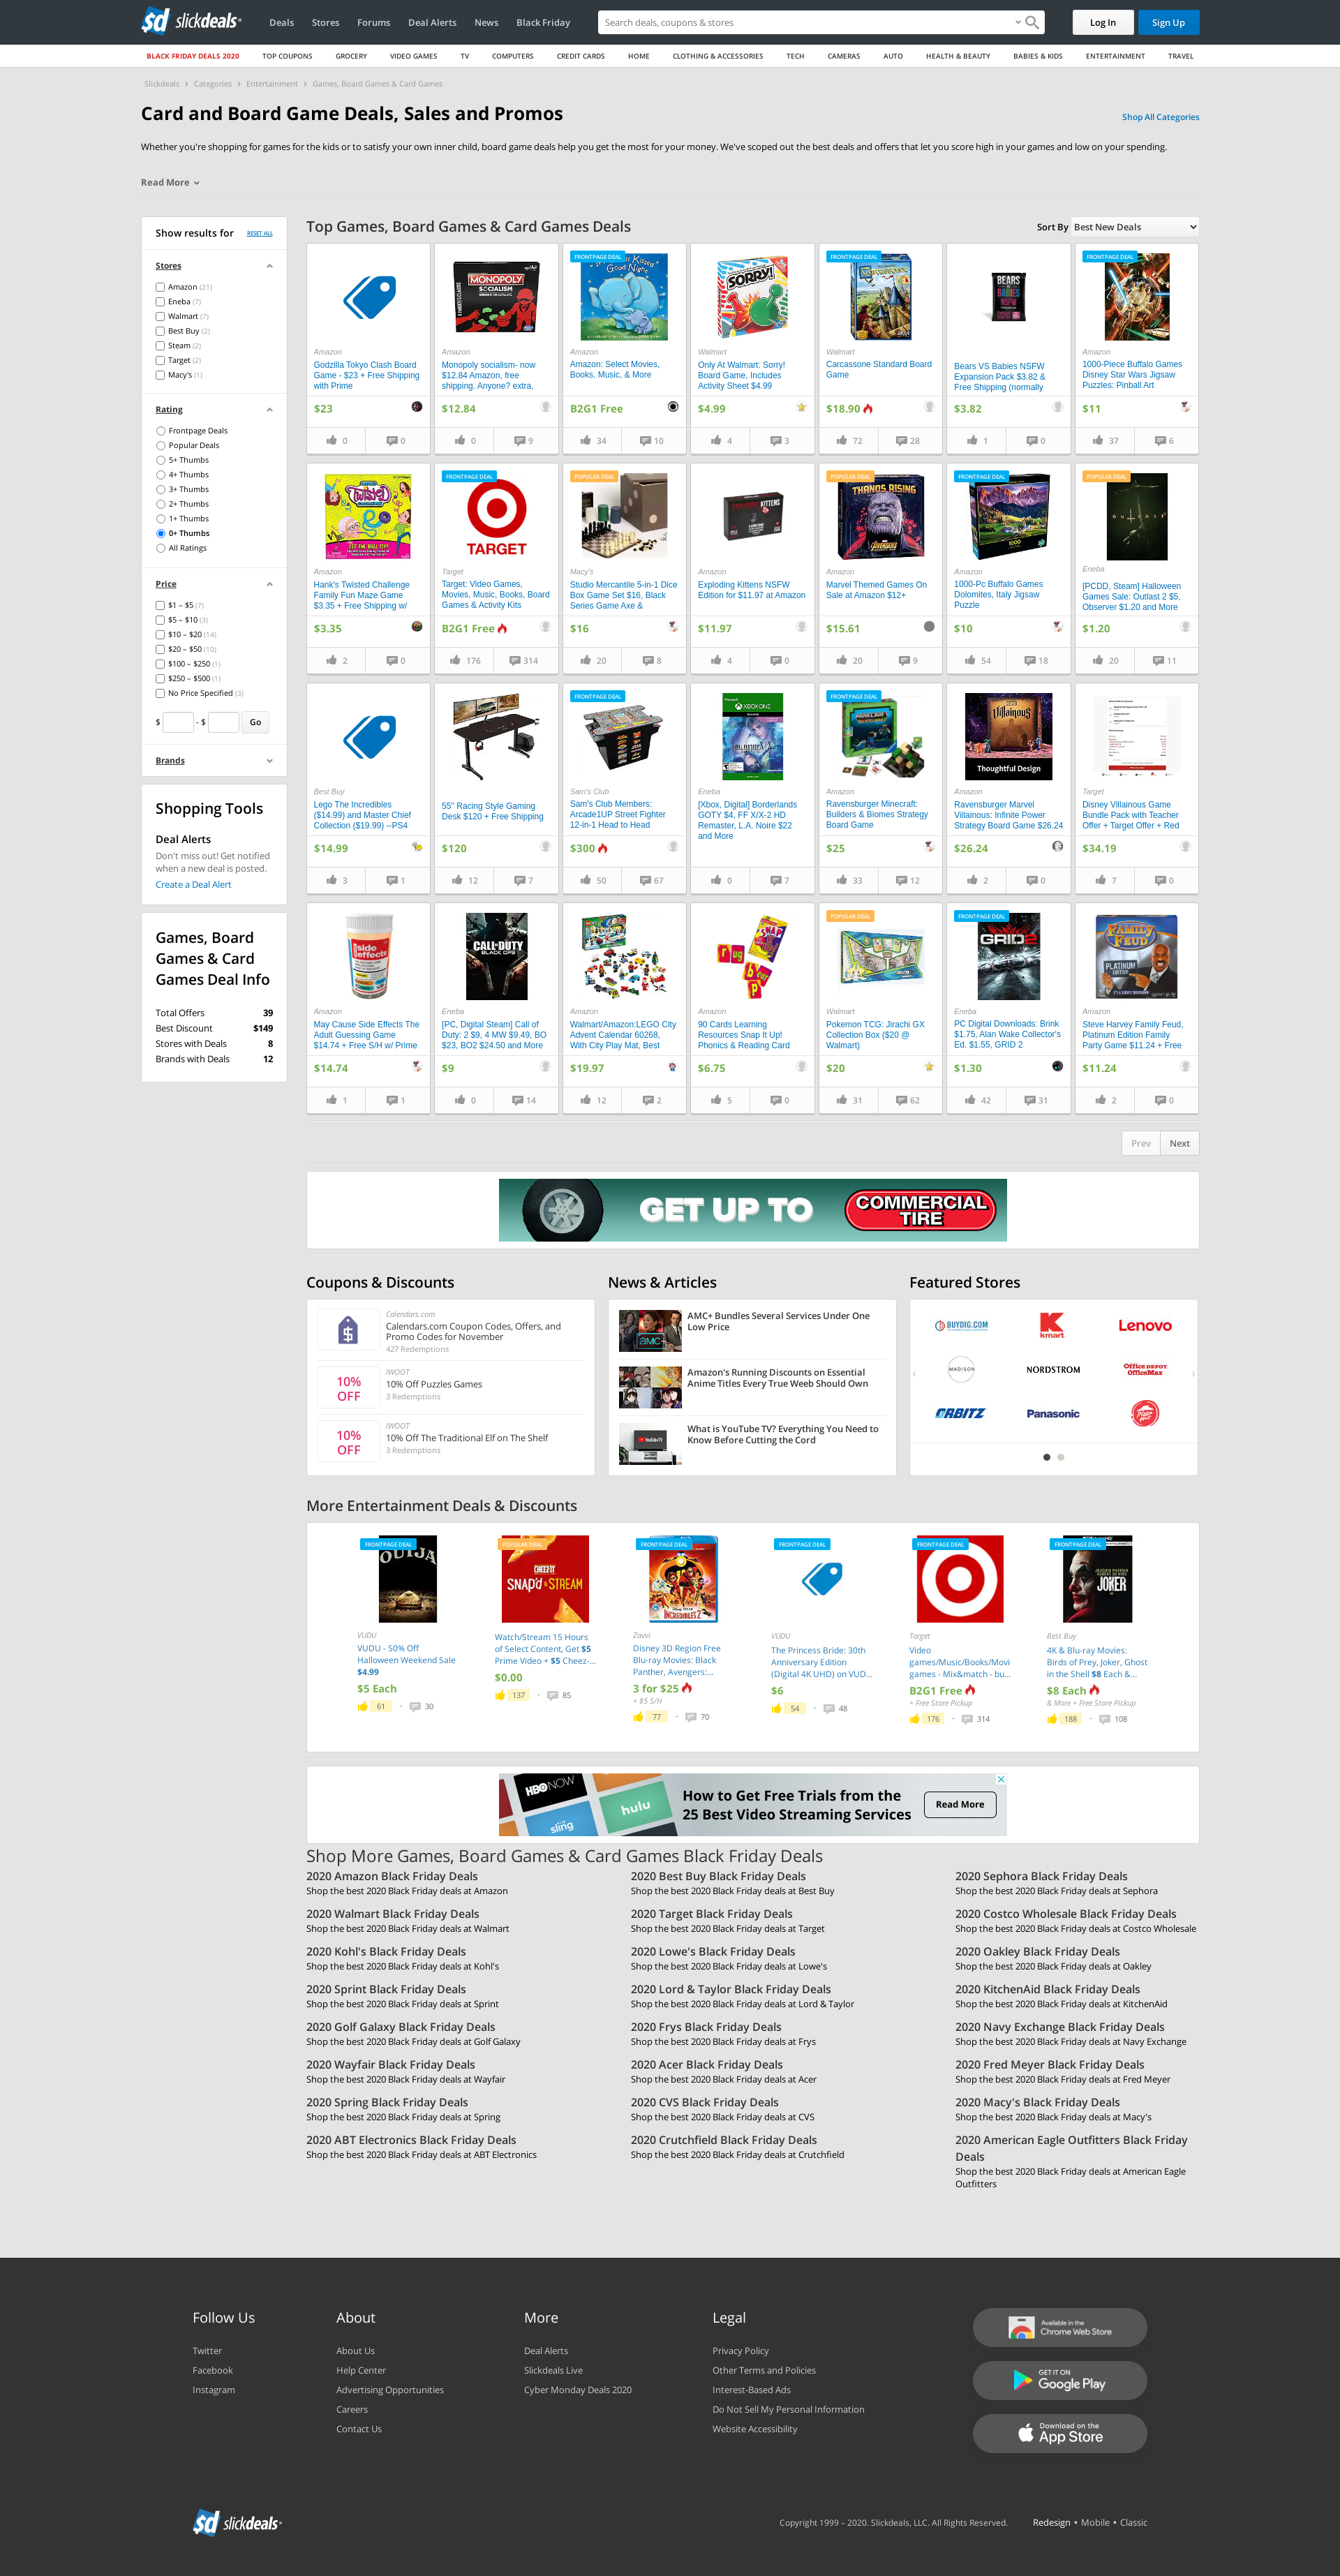 slickdeals
Deals
Stores
Forums
Deal Alerts
News
Black Friday
Search deals, coupons & stores
Log In
Sign Up
BLACK FRIDAY DEALS 2020
TOP COUPONS
GROCERY
VIDEO GAMES
TV
COMPUTERS
CREDIT CARDS
HOME
CLOTHING & ACCESSORIES
TECH
CAMERAS
AUTO
HEALTH & BEAUTY
BABIES & KIDS
ENTERTAINMENT
TRAVEL
Slickdeals › Categories › Entertainment › Games, Board Games & Card Games
Card and Board Game Deals, Sales and Promos
Shop All Categories
Whether you're shopping for games for the kids or to satisfy your own inner child, board game deals help you get the most for your money. We've scoped out the best deals and offers that let you score high in your games and low on your spending.
Read More
Show results for
RESET ALL
Stores
Amazon (21)
Eneba (7)
Walmart (7)
Best Buy (2)
Steam (2)
Target (2)
Macy's (1)
Rating
Frontpage Deals
Popular Deals
5+ Thumbs
4+ Thumbs
3+ Thumbs
2+ Thumbs
1+ Thumbs
0+ Thumbs
All Ratings
Price
$1 – $5 (7)
$5 – $10 (3)
$10 – $20 (14)
$20 – $50 (10)
$100 – $250 (1)
$250 – $500 (1)
No Price Specified (3)
$ - $ Go
Brands
Shopping Tools
Deal Alerts
Don't miss out! Get notified
when a new deal is posted.
Create a Deal Alert
Games, Board
Games & Card
Games Deal Info
Total Offers 39
Best Discount $149
Stores with Deals 8
Brands with Deals 12
Top Games, Board Games & Card Games Deals
Sort By Best New Deals
Amazon
Godzilla Tokyo Clash Board
Game - $23 + Free Shipping
with Prime
$23
0 0
MONOPOLY
SOCIALISM
Amazon
Monopoly socialism- now
$12.84 Amazon, free
shipping. Anyone? extra,
$12.84
0 9
FRONTPAGE DEAL
Kissed
Good Night
Amazon
Amazon: Select Movies,
Books, Music, & More
B2G1 Free
34 10
SORRY!
Walmart
Only At Walmart: Sorry!
Board Game, Includes
Activity Sheet $4.99
$4.99
4 3
FRONTPAGE DEAL
Walmart
Carcassone Standard Board
Game
$18.90
72 28
BEARS
BABIES
NSFW
Bears VS Babies NSFW
Expansion Pack $3.82 &
Free Shipping (normally
$3.82
1 0
FRONTPAGE DEAL
Amazon
1000-Piece Buffalo Games
Disney Star Wars Jigsaw
Puzzles: Pinball Art
$11
37 6
Twisted
Amazon
Hank's Twisted Challenge
Family Fun Maze Game
$3.35 + Free Shipping w/
$3.35
2 0
FRONTPAGE DEAL
TARGET
Target
Target: Video Games,
Movies, Music, Books, Board
Games & Activity Kits
B2G1 Free
176 314
POPULAR DEAL
Macy's
Studio Mercantile 5-in-1 Dice
Box Game Set $16, Black
Series Game Axe &
$16
20 8
KITTENS
Amazon
Exploding Kittens NSFW
Edition for $11.97 at Amazon
$11.97
4 0
POPULAR DEAL
THANOS RISING
AVENGERS
Amazon
Marvel Themed Games On
Sale at Amazon $12+
$15.61
20 9
FRONTPAGE DEAL
1000
Amazon
1000-Pc Buffalo Games
Dolomites, Italy Jigsaw
Puzzle
$10
54 18
POPULAR DEAL
OUTLAST
Eneba
[PCDD, Steam] Halloween
Games Sale: Outlast 2 $5,
Observer $1.20 and More
$1.20
20 11
Best Buy
Lego The Incredibles
($14.99) and Master Chief
Collection ($19.99) --PS4
$14.99
3 1
55" Racing Style Gaming
Desk $120 + Free Shipping
$120
12 7
FRONTPAGE DEAL
Sam's Club
Sam's Club Members:
Arcade1UP Street Fighter
12-in-1 Head to Head
$300
50 67
XBOX ONE
Eneba
[Xbox, Digital] Borderlands
GOTY $4, FF X/X-2 HD
Remaster, L.A. Noire $22
and More
0 7
FRONTPAGE DEAL
Amazon
Ravensburger Minecraft:
Builders & Biomes Strategy
Board Game
$25
33 12
Villainous
Thoughtful Design
Amazon
Ravensburger Marvel
Villainous: Infinite Power
Strategy Board Game $26.24
$26.24
2 0
Target
Disney Villainous Game
Bundle Pack with Teacher
Offer + Target Offer + Red
$34.19
7 0
side
effects
Amazon
May Cause Side Effects The
Adult Guessing Game
$14.74 + Free S/H w/ Prime
$14.74
1 1
CALL OF DUTY
BLACK OPS
Eneba
[PC, Digital Steam] Call of
Duty: 2 $9, 4 MW $9.49, BO
$23, BO2 $24.50 and More
$9
0 14
Amazon
Walmart/Amazon:LEGO City
Advent Calendar 60268,
With City Play Mat, Best
$19.97
12 2
SNAP
rug
b ear
p
Amazon
90 Cards Learning
Resources Snap It Up!
Phonics & Reading Card
$6.75
5 0
POPULAR DEAL
Walmart
Pokemon TCG: Jirachi GX
Collection Box ($20 @
Walmart)
$20
31 62
FRONTPAGE DEAL
GRID 2
Eneba
PC Digital Downloads: Brink
$1.75, Alan Wake Collector's
Ed. $1.55, GRID 2
$1.30
42 31
FAMILY
FEUD
PLATINUM
EDITION
Amazon
Steve Harvey Family Feud,
Platinum Edition Family
Party Game $11.24 + Free
$11.24
2 0
Prev
Next
GET UP TO
COMMERCIAL
TIRE
Coupons & Discounts
Calendars.com
Calendars.com Coupon Codes, Offers, and
Promo Codes for November
427 Redemptions
10%
OFF
IWOOT
10% Off Puzzles Games
3 Redemptions
10%
OFF
IWOOT
10% Off The Traditional Elf on The Shelf
3 Redemptions
News & Articles
amc+
AMC+ Bundles Several Services Under One
Low Price
Amazon's Running Discounts on Essential
Anime Titles Every True Weeb Should Own
YouTubeTV
What is YouTube TV? Everything You Need to
Know Before Cutting the Cord
Featured Stores
BUYDIG.COM
kmart
Lenovo
MADISON
NORDSTROM
Office DEPOT
OfficeMax
ORBITZ
Panasonic
Pizza
Hut
More Entertainment Deals & Discounts
FRONTPAGE DEAL
OUIJA
VUDU
VUDU - 50% Off
Halloween Weekend Sale
$4.99
$5 Each
61 · 30
POPULAR DEAL
CHEEZ-IT
SNAP'd & STREAM
Watch/Stream 15 Hours
of Select Content, Get $5
Prime Video + $5 Cheez-...
$0.00
137 · 85
FRONTPAGE DEAL
INCREDIBLES 2
Zavvi
Disney 3D Region Free
Blu-ray Movies: Black
Panther, Avengers:...
3 for $25
+ $5 S/H
77 · 70
FRONTPAGE DEAL
VUDU
The Princess Bride: 30th
Anniversary Edition
(Digital 4K UHD) on VUD...
$6
54 · 48
FRONTPAGE DEAL
Target
Video
games/Music/Books/Movi
games - Mix&match - bu...
B2G1 Free
+ Free Store Pickup
176 · 314
FRONTPAGE DEAL
JOKER
Best Buy
4K & Blu-ray Movies:
Birds of Prey, Joker, Ghost
in the Shell $8 Each &...
$8 Each
& More + Free Store Pickup
188 · 108
HBO NOW
hulu
sling
How to Get Free Trials from the
25 Best Video Streaming Services
Read More
Shop More Games, Board Games & Card Games Black Friday Deals
2020 Amazon Black Friday Deals
Shop the best 2020 Black Friday deals at Amazon
2020 Best Buy Black Friday Deals
Shop the best 2020 Black Friday deals at Best Buy
2020 Sephora Black Friday Deals
Shop the best 2020 Black Friday deals at Sephora
2020 Walmart Black Friday Deals
Shop the best 2020 Black Friday deals at Walmart
2020 Target Black Friday Deals
Shop the best 2020 Black Friday deals at Target
2020 Costco Wholesale Black Friday Deals
Shop the best 2020 Black Friday deals at Costco Wholesale
2020 Kohl's Black Friday Deals
Shop the best 2020 Black Friday deals at Kohl's
2020 Lowe's Black Friday Deals
Shop the best 2020 Black Friday deals at Lowe's
2020 Oakley Black Friday Deals
Shop the best 2020 Black Friday deals at Oakley
2020 Sprint Black Friday Deals
Shop the best 2020 Black Friday deals at Sprint
2020 Lord & Taylor Black Friday Deals
Shop the best 2020 Black Friday deals at Lord & Taylor
2020 KitchenAid Black Friday Deals
Shop the best 2020 Black Friday deals at KitchenAid
2020 Golf Galaxy Black Friday Deals
Shop the best 2020 Black Friday deals at Golf Galaxy
2020 Frys Black Friday Deals
Shop the best 2020 Black Friday deals at Frys
2020 Navy Exchange Black Friday Deals
Shop the best 2020 Black Friday deals at Navy Exchange
2020 Wayfair Black Friday Deals
Shop the best 2020 Black Friday deals at Wayfair
2020 Acer Black Friday Deals
Shop the best 2020 Black Friday deals at Acer
2020 Fred Meyer Black Friday Deals
Shop the best 2020 Black Friday deals at Fred Meyer
2020 Spring Black Friday Deals
Shop the best 2020 Black Friday deals at Spring
2020 CVS Black Friday Deals
Shop the best 2020 Black Friday deals at CVS
2020 Macy's Black Friday Deals
Shop the best 2020 Black Friday deals at Macy's
2020 ABT Electronics Black Friday Deals
Shop the best 2020 Black Friday deals at ABT Electronics
2020 Crutchfield Black Friday Deals
Shop the best 2020 Black Friday deals at Crutchfield
2020 American Eagle Outfitters Black Friday
Deals
Shop the best 2020 Black Friday deals at American Eagle
Outfitters
Follow Us
Twitter
Facebook
Instagram
About
About Us
Help Center
Advertising Opportunities
Careers
Contact Us
More
Deal Alerts
Slickdeals Live
Cyber Monday Deals 2020
Legal
Privacy Policy
Other Terms and Policies
Interest-Based Ads
Do Not Sell My Personal Information
Website Accessibility
Available in the
Chrome Web Store
GET IT ON
Google Play
Download on the
App Store
slickdeals
Copyright 1999 – 2020. Slickdeals, LLC. All Rights Reserved.
Redesign • Mobile • Classic